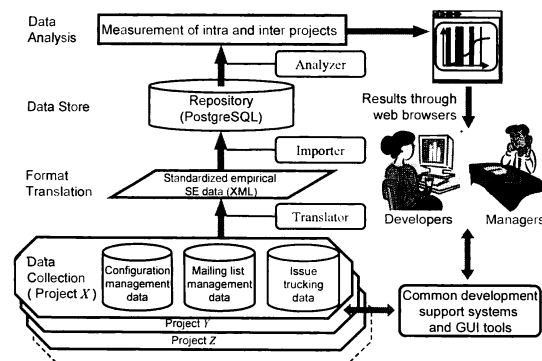 Data
Analysis
Measurement of intra and inter projects
Analyzer
Data Store
Repository
(PostgreSQL)
Results through
web browsers
Importer
Format
Translation
Standardized empirical
SE data (XML)
Translator
Developers
Managers
Data
Collection
( Project X )
Configuration
management
data
Mailing list
management
data
Issue
trucking
data
Common development
support systems
and GUI tools
Project Y
Project Z